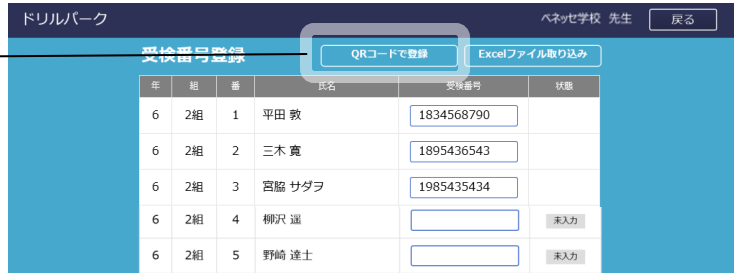 ドリルパーク ベネッセ学校 先生 戻る
受検番号登録 QRコードで登録 Excelファイル取り込み
年 組 番 氏名 受検番号 状態
6 2組 1 平田 敦 1834568790
6 2組 2 三木 寛 1895436543
6 2組 3 宮脇 サダヲ 1985435434
6 2組 4 柳沢 遥 未入力
6 2組 5 野崎 達士 未入力